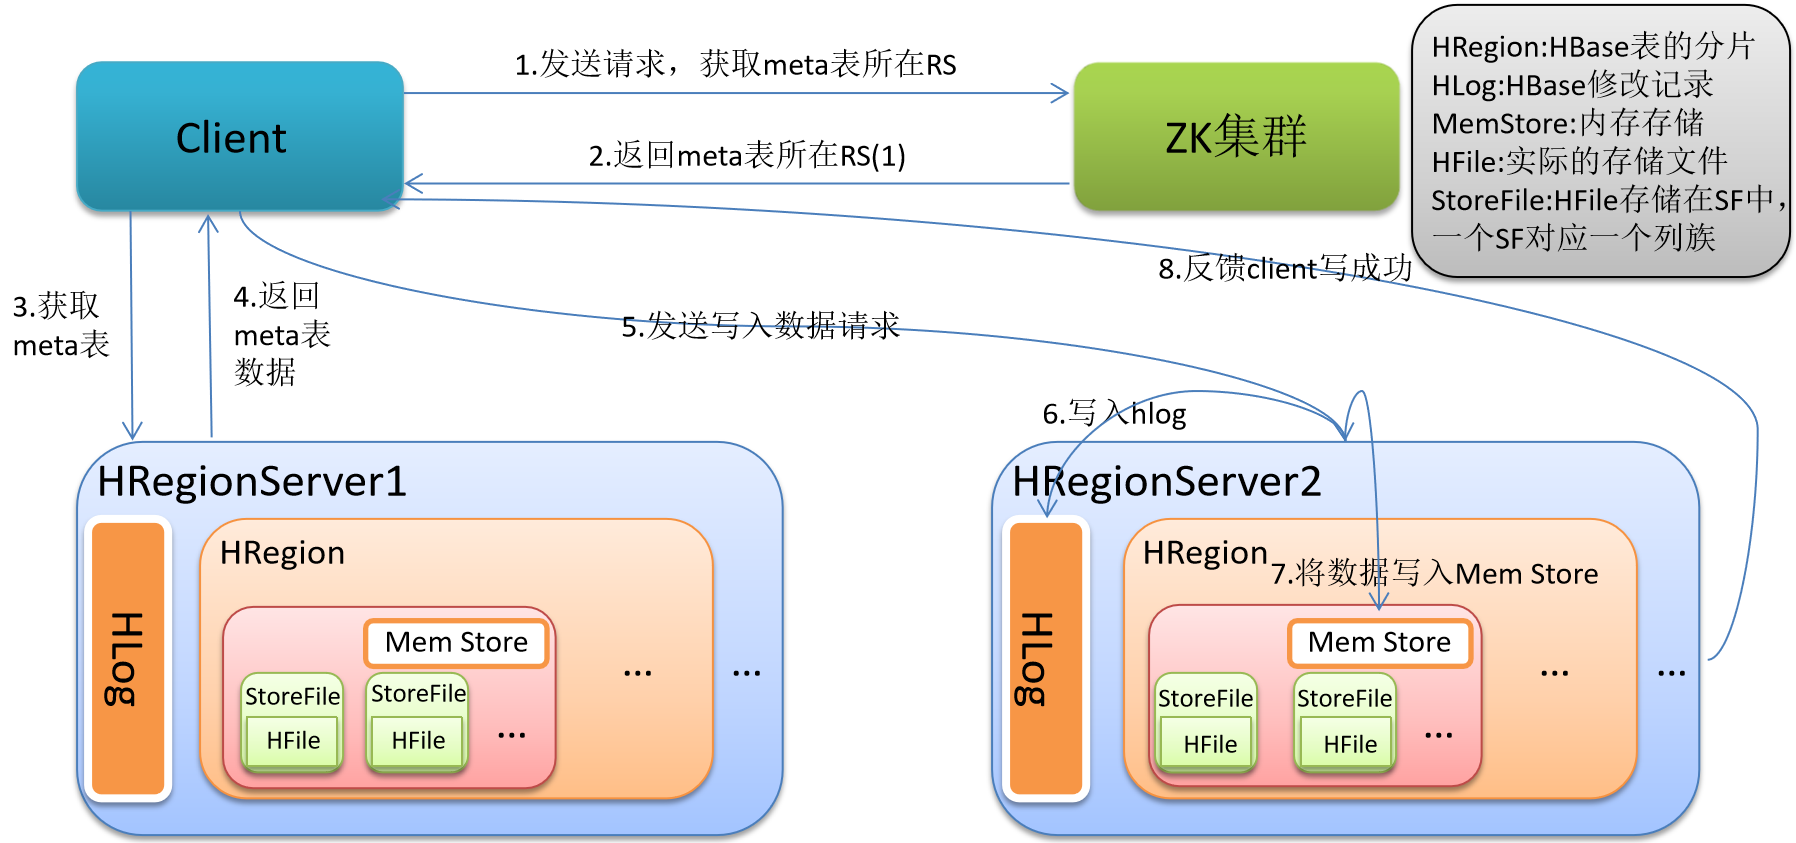 Client
1.发送请求，获取meta表所在RS
2.返回meta表所在RS(1)
ZK集群
HRegion:HBase表的分片
HLog:HBase修改记录
MemStore:内存存储
HFile:实际的存储文件
StoreFile:HFile存储在SF中，
一个SF对应一个列族
8.反馈client写成功
3.获取
meta表
4.返回
meta表
数据
5.发送写入数据请求
6.写入hlog
HRegionServer1
HLog
HRegion
Mem Store
StoreFile
HFile
StoreFile
HFile
...
...
...
HRegionServer2
HLog
HRegion
7.将数据写入Mem Store
Mem Store
StoreFile
HFile
StoreFile
HFile
...
...
...